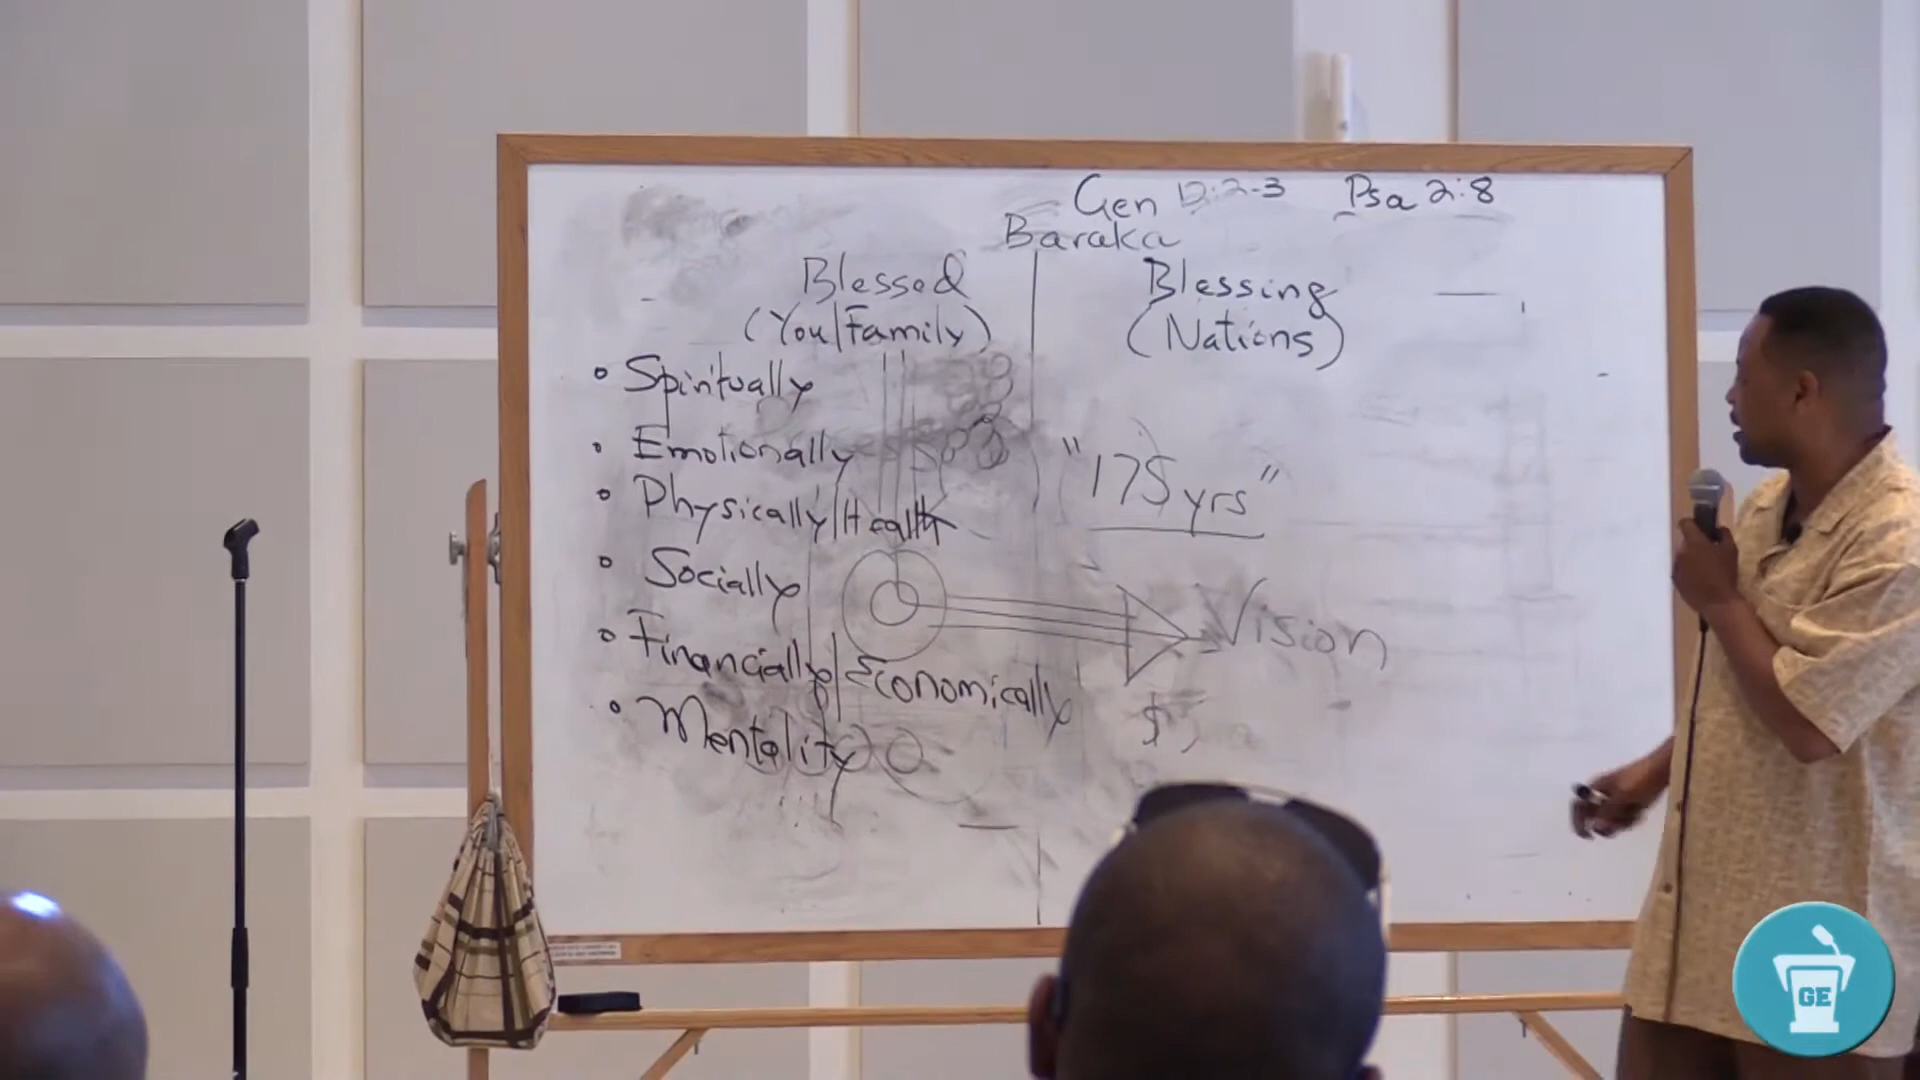 Gen 12:2-3 Psa 2:8
Baraka
Blessed
(You/Family)
• Spiritually
• Emotionally
• Physically/Health
• Socially
• Financially/Economically
• Mentality
Blessing
(Nations)
"175 yrs"
Vision
$
GE